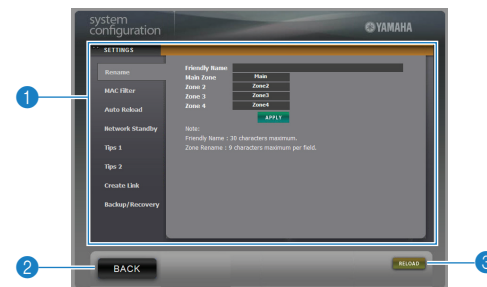 system
configuration
YAMAHA
SETTINGS
Rename
MAC Filter
Auto Reload
Network Standby
Tips 1
Tips 2
Create Link
Backup/Recovery
Friendly Name
Main Zone Main
Zone 2 Zone2
Zone 3 Zone3
Zone 4 Zone4
APPLY
Note:
Friendly Name : 30 characters maximum.
Zone Rename : 9 characters maximum per field.
1
2
BACK
RELOAD
3